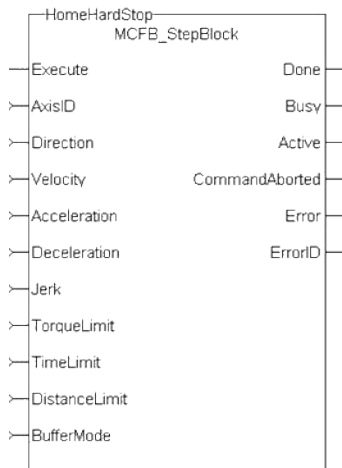 HomeHardStop
MCFB_StepBlock
Execute Done
AxisID Busy
Direction Active
Velocity CommandAborted
Acceleration Error
Deceleration ErrorID
Jerk
TorqueLimit
TimeLimit
DistanceLimit
BufferMode